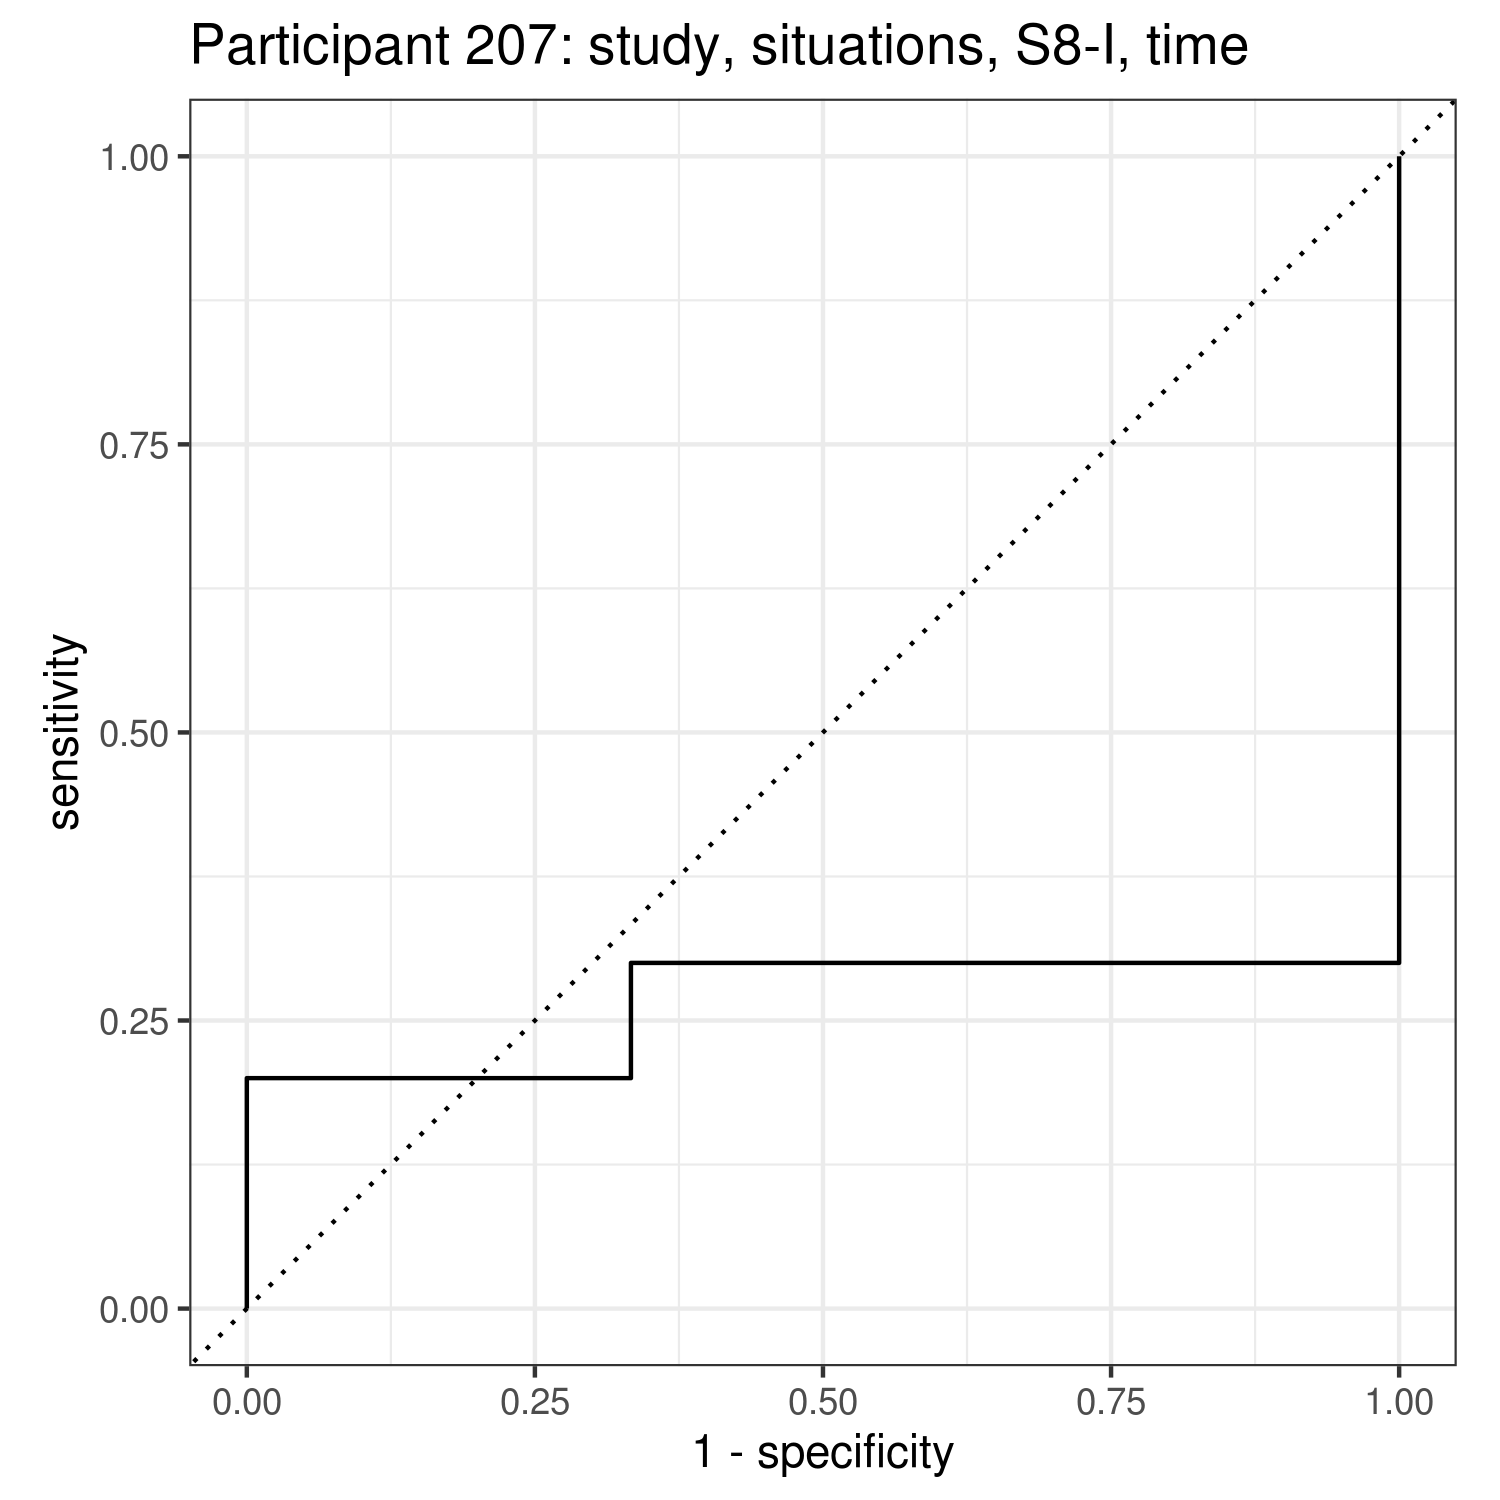 Participant 207: study, situations, S8-I, time
1.00
0.75
0.50
0.25
0.00
sensitivity
0.00 0.25 0.50 0.75 1.00
1 - specificity